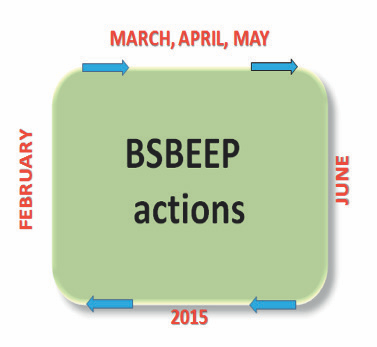 MARCH, APRIL, MAY
FEBRUARY
BSBEEP
actions
JUNE
2015